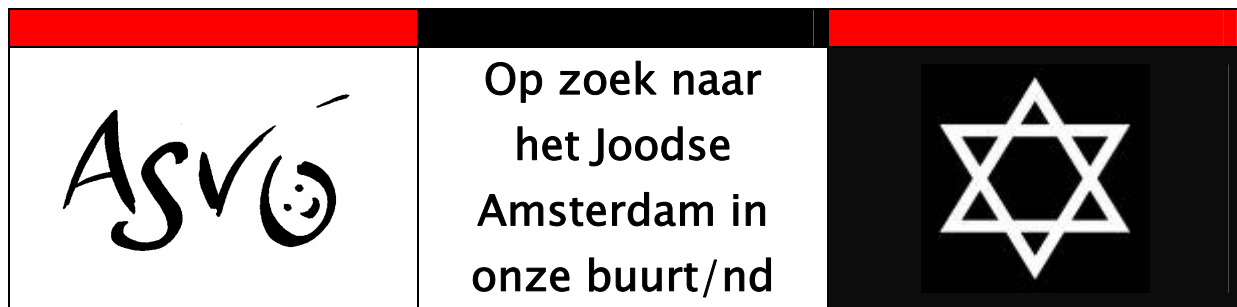 ASVO
Op zoek naar
het Joodse
Amsterdam in
onze buurt/nd